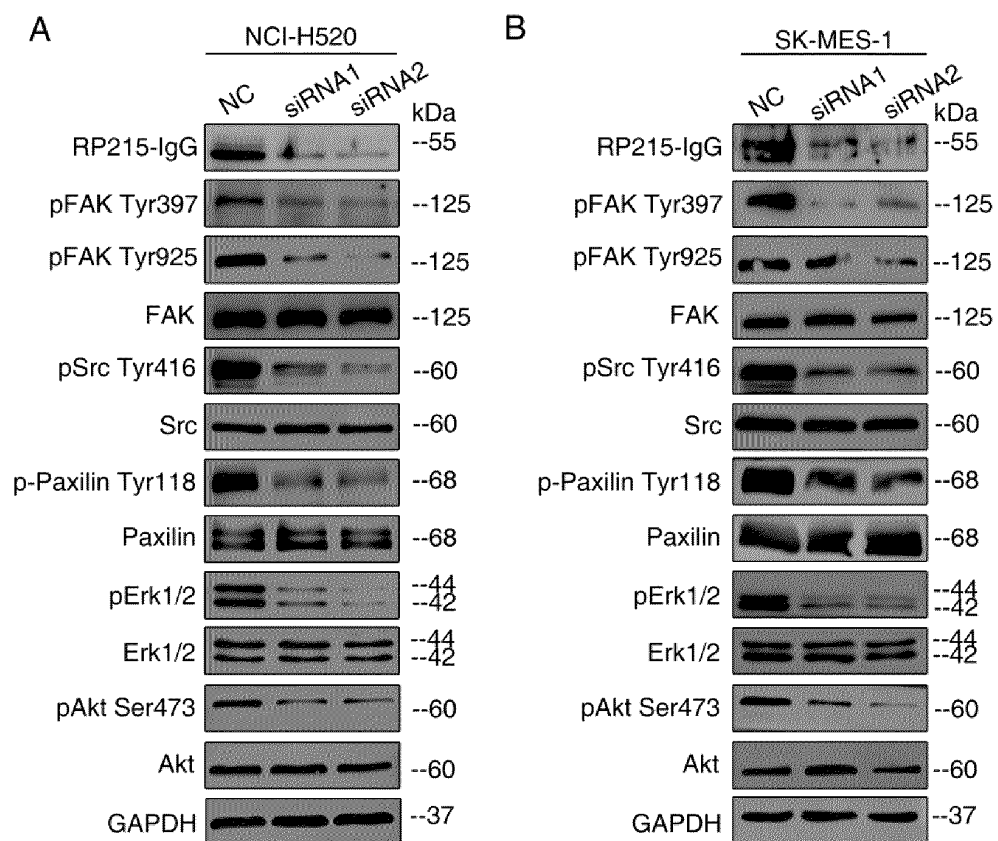 A
NCI-H520
NC siRNA1 siRNA2 kDa
RP215-IgG --55
pFAK Tyr397 --125
pFAK Tyr925 --125
FAK --125
pSrc Tyr416 --60
Src --60
p-Paxilin Tyr118 --68
Paxilin --68
pErk1/2 --44
--42
Erk1/2 --44
--42
pAkt Ser473 --60
Akt --60
GAPDH --37
B
SK-MES-1
NC siRNA1 siRNA2 kDa
RP215-IgG --55
pFAK Tyr397 --125
pFAK Tyr925 --125
FAK --125
pSrc Tyr416 --60
Src --60
p-Paxilin Tyr118 --68
Paxilin --68
pErk1/2 --44
--42
Erk1/2 --44
--42
pAkt Ser473 --60
Akt --60
GAPDH --37